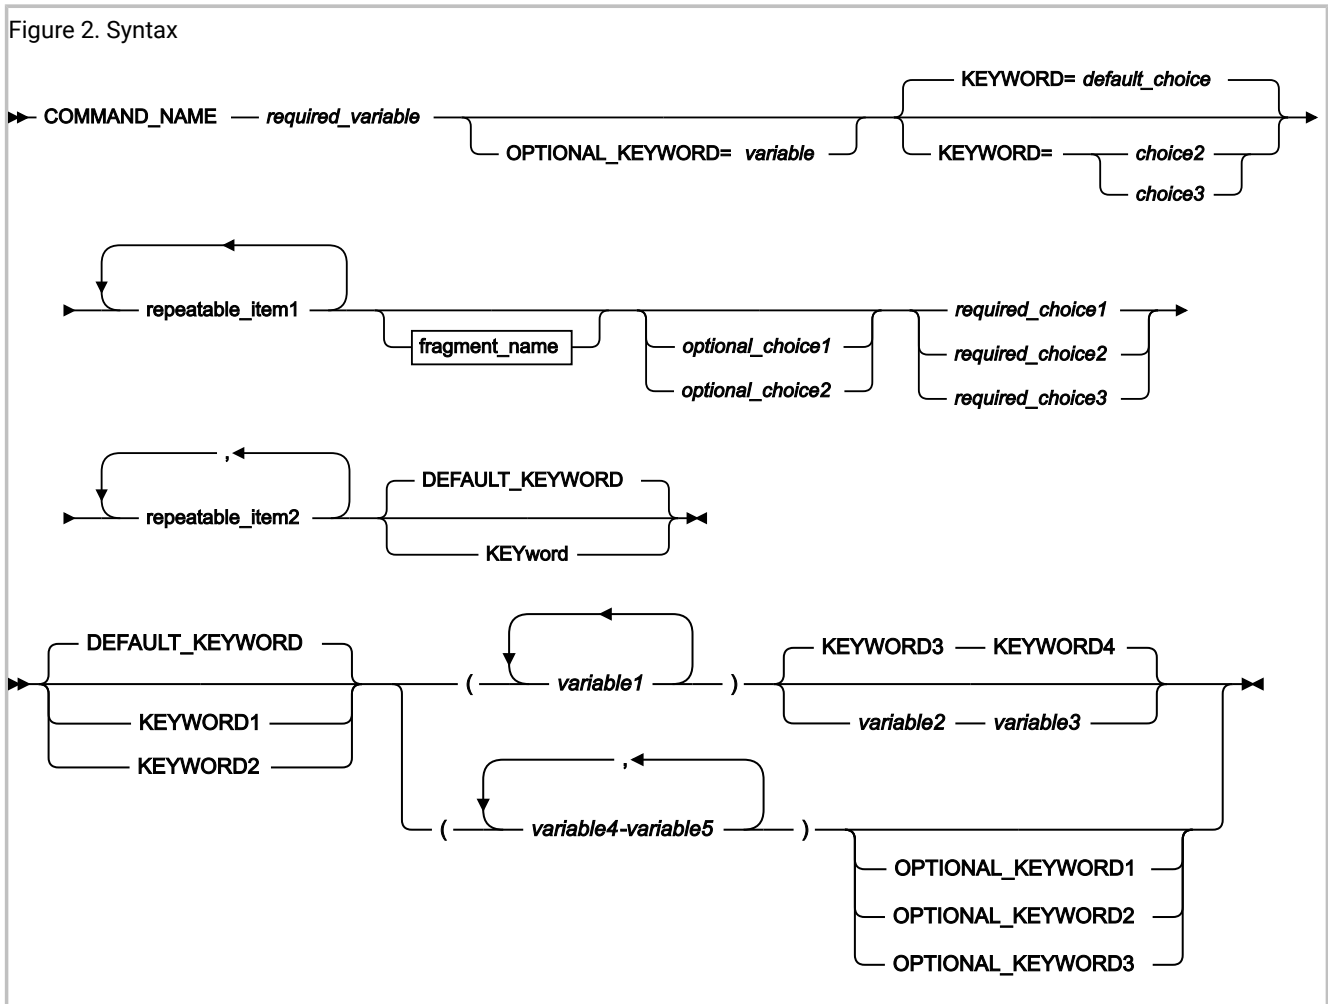 Figure 2. Syntax
KEYWORD= default_choice
COMMAND_NAME required_variable
OPTIONAL_KEYWORD= variable KEYWORD= choice2
choice3
repeatable_item1 required_choice1
fragment_name optional_choice1 required_choice2
optional_choice2 required_choice3
,
DEFAULT_KEYWORD
repeatable_item2
KEYword
DEFAULT_KEYWORD KEYWORD3 KEYWORD4
( variable1 )
KEYWORD1 variable2 variable3
KEYWORD2
,
( variable4-variable5 )
OPTIONAL_KEYWORD1
OPTIONAL_KEYWORD2
OPTIONAL_KEYWORD3